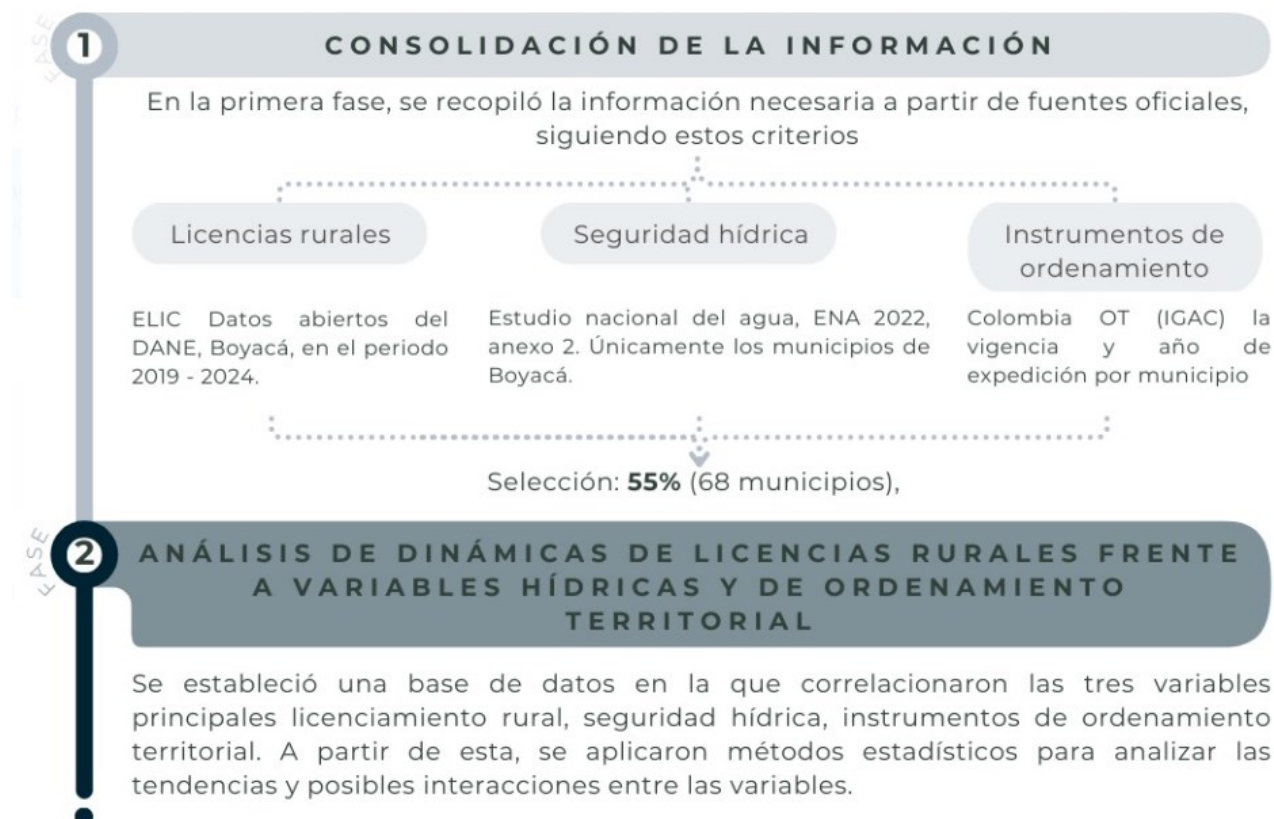 FASE
1
CONSOLIDACIÓN DE LA INFORMACIÓN
En la primera fase, se recopiló la información necesaria a partir de fuentes oficiales,
siguiendo estos criterios
Licencias rurales
ELIC Datos abiertos del
DANE, Boyacá, en el periodo
2019 - 2024.
Seguridad hídrica
Estudio nacional del agua, ENA 2022,
anexo 2. Únicamente los municipios de
Boyacá.
Instrumentos de
ordenamiento
Colombia OT (IGAC) la
vigencia y año de
expedición por municipio
Selección: 55% (68 municipios),
FASE
2
ANÁLISIS DE DINÁMICAS DE LICENCIAS RURALES FRENTE
A VARIABLES HÍDRICAS Y DE ORDENAMIENTO
TERRITORIAL
Se estableció una base de datos en la que correlacionaron las tres variables
principales licenciamiento rural, seguridad hídrica, instrumentos de ordenamiento
territorial. A partir de esta, se aplicaron métodos estadísticos para analizar las
tendencias y posibles interacciones entre las variables.